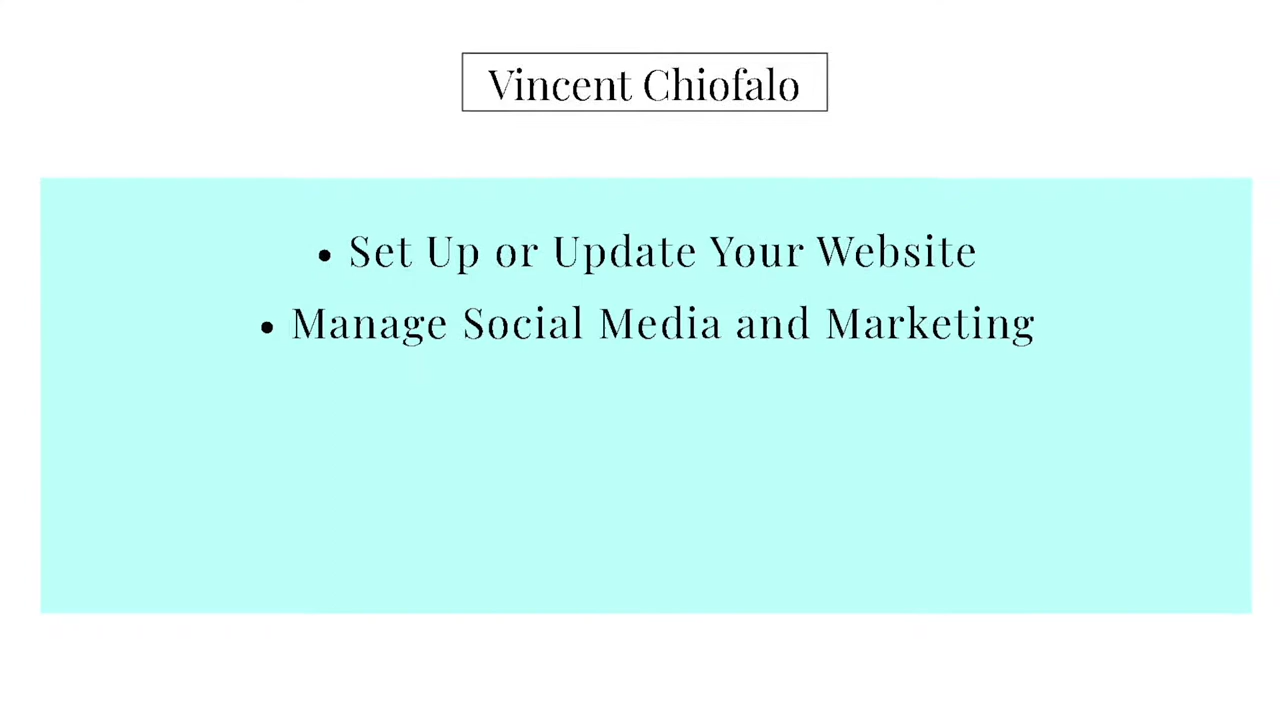 Vincent Chiofalo
• Set Up or Update Your Website
• Manage Social Media and Marketing